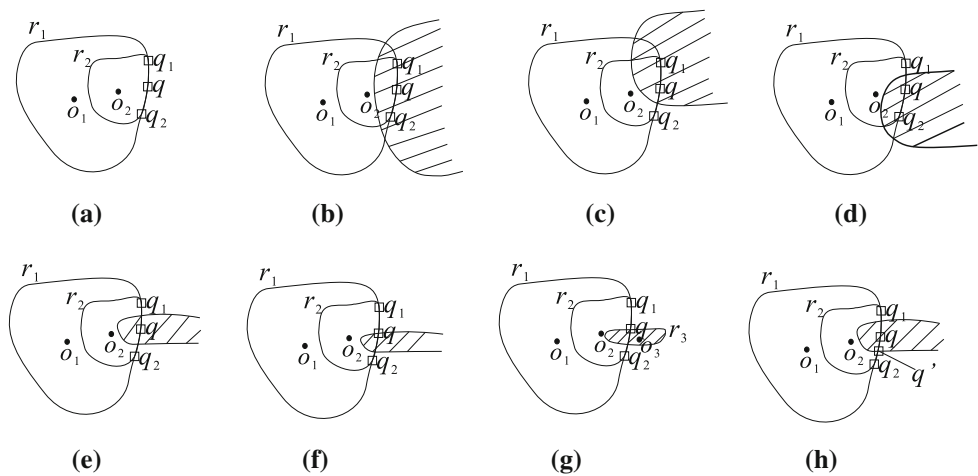 r₁ r₂ q₁ q q₂ o₁ o₂
(a)
r₁ r₂ q₁ q q₂ o₁ o₂
(b)
r₁ r₂ q₁ q q₂ o₁ o₂
(c)
r₁ r₂ q₁ q q₂ o₁ o₂
(d)
r₁ r₂ q₁ q q₂ o₁ o₂
(e)
r₁ r₂ q₁ q q₂ o₁ o₂
(f)
r₁ r₂ q₁ q r₃ q₂ o₁ o₂ o₃
(g)
r₁ r₂ q₁ q q₂ q' o₁ o₂
(h)